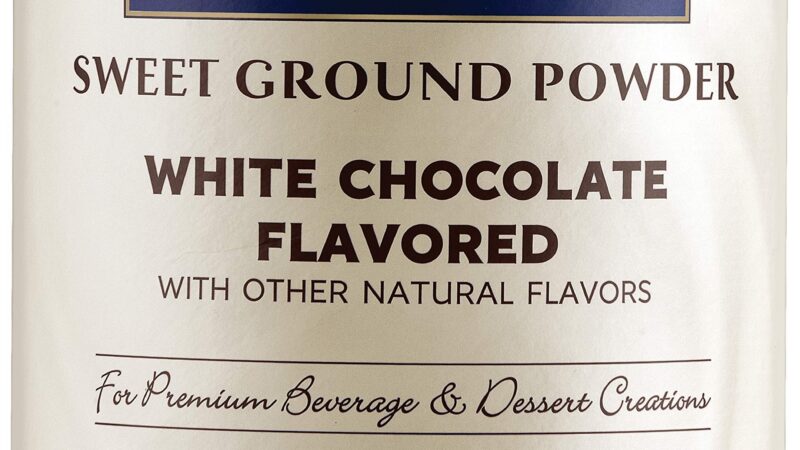 SWEET GROUND POWDER
WHITE CHOCOLATE
FLAVORED
WITH OTHER NATURAL FLAVORS
For Premium Beverage & Dessert Creations